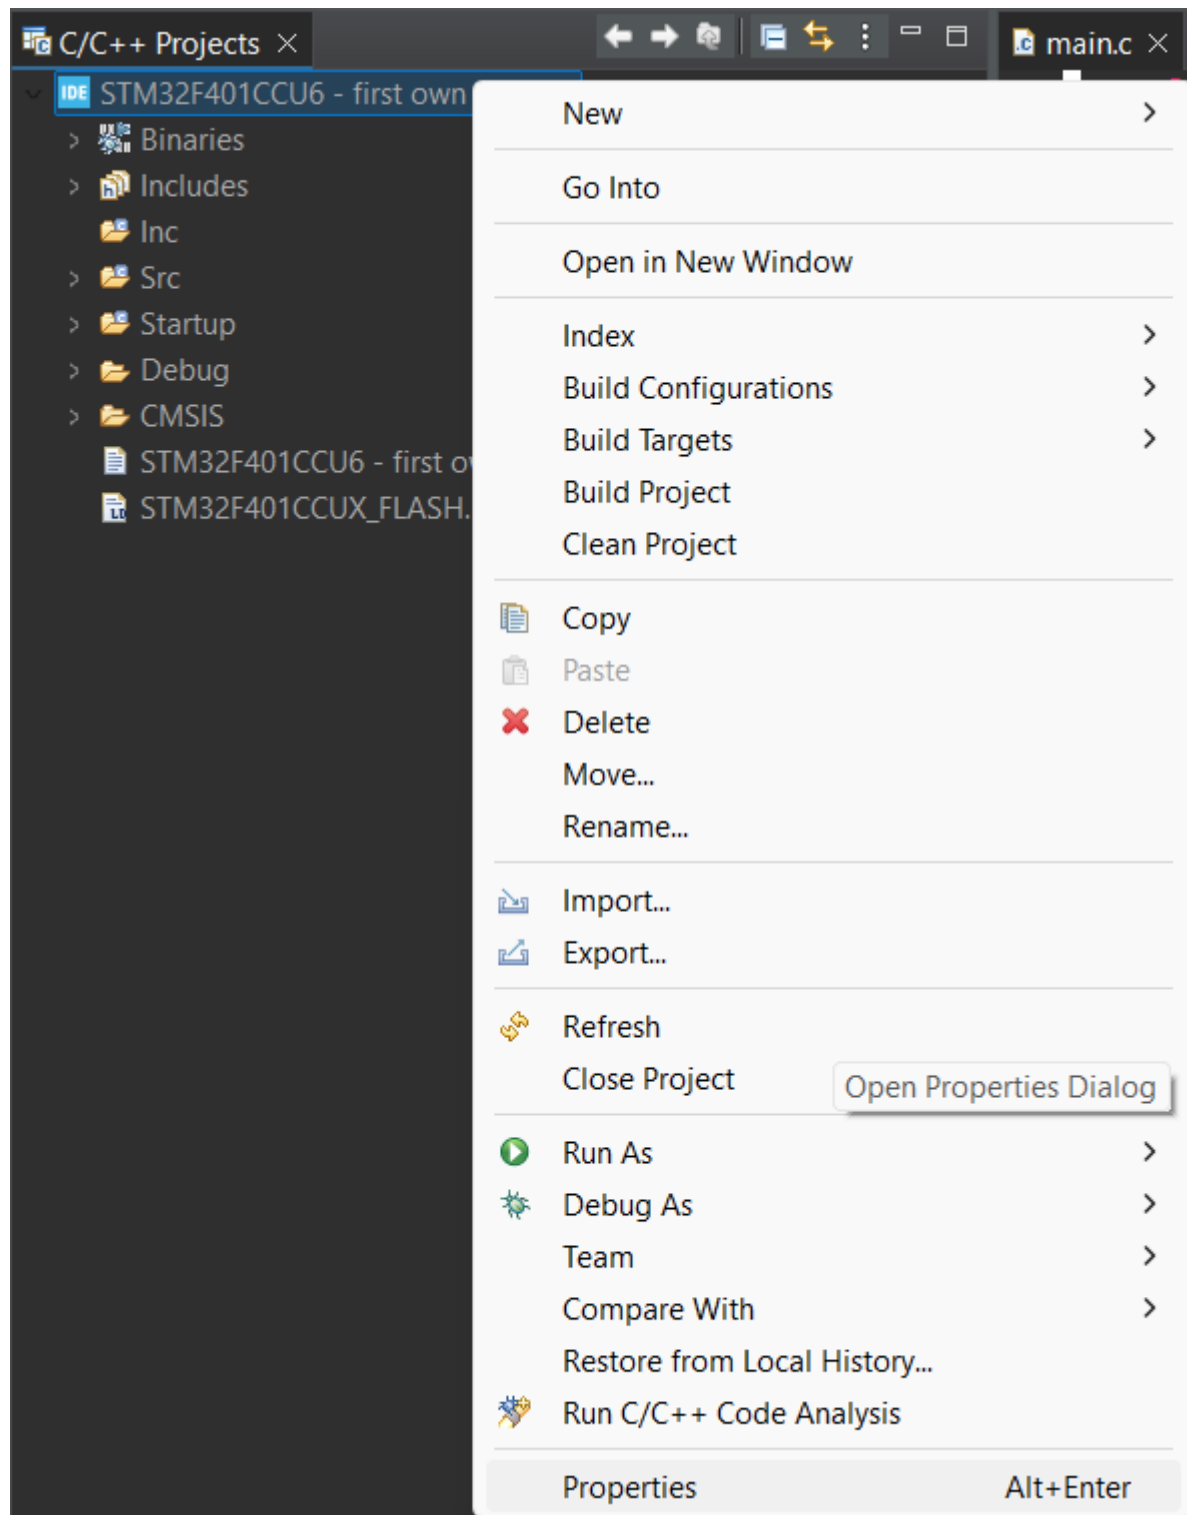 C/C++ Projects
main.c
IDE STM32F401CCU6 - first own
Binaries
Includes
Inc
Src
Startup
Debug
CMSIS
STM32F401CCU6 - first
STM32F401CCUX_FLASH.
New
Go Into
Open in New Window
Index
Build Configurations
Build Targets
Build Project
Clean Project
Copy
Paste
Delete
Move...
Rename...
Import...
Export...
Refresh
Close Project
Open Properties Dialog
Run As
Debug As
Team
Compare With
Restore from Local History...
Run C/C++ Code Analysis
Properties Alt+Enter